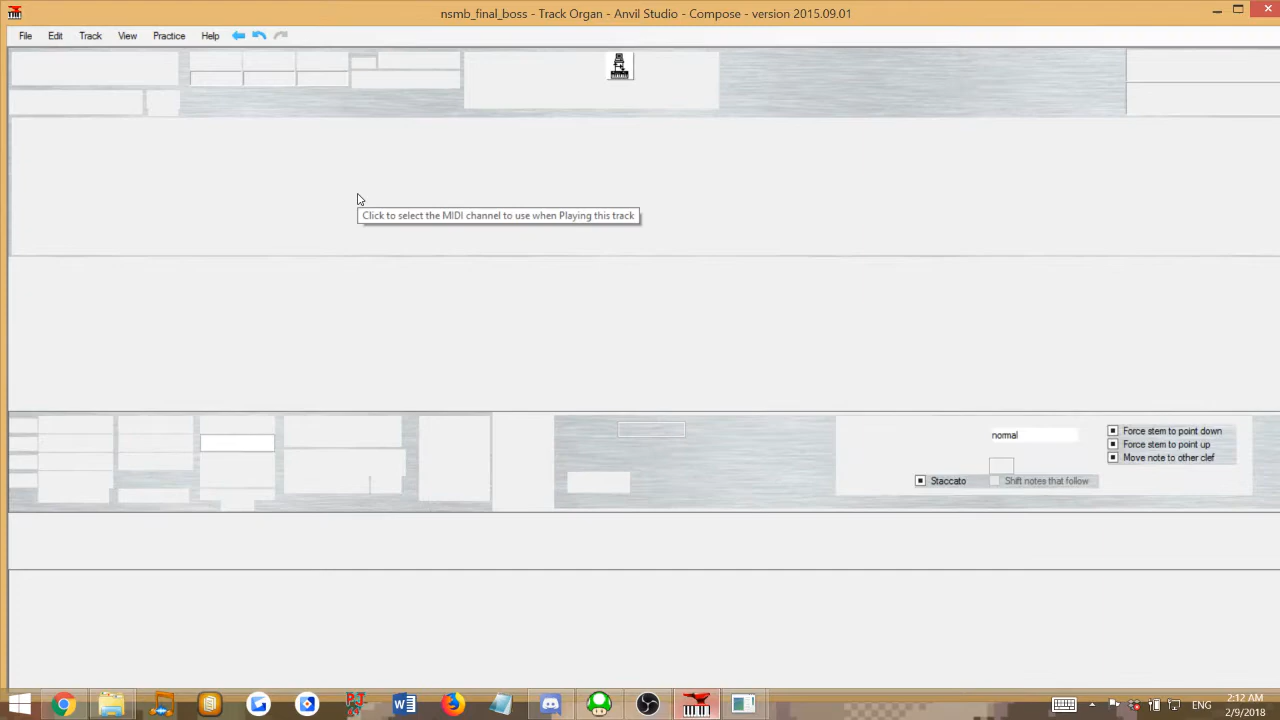 nsmb_final_boss - Track Organ - Anvil Studio - Compose - version 2015.09.01
File Edit Track View Practice Help
Click to select the MIDI channel to use when Playing this track
normal
Force stem to point down
Force stem to point up
Move note to other clef
Staccato
Shift notes that follow
ENG
2:12 AM
2/9/2018